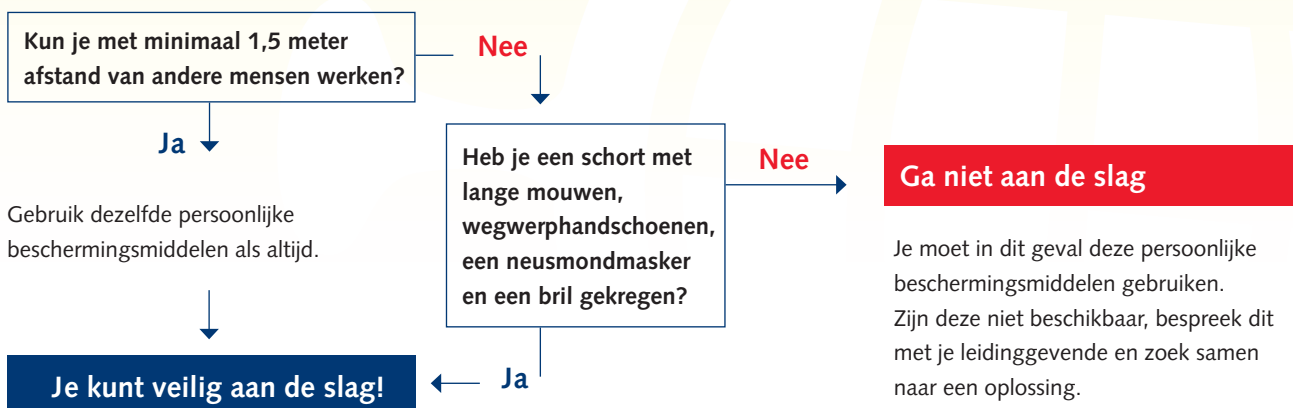 Kun je met minimaal 1,5 meter
afstand van andere mensen werken?
Nee
Ja
Gebruik dezelfde persoonlijke
beschermingsmiddelen als altijd.
Heb je een schort met
lange mouwen,
wegwerphandschoenen,
een neusmondmasker
en een bril gekregen?
Nee
Ga niet aan de slag
Je moet in dit geval deze persoonlijke
beschermingsmiddelen gebruiken.
Zijn deze niet beschikbaar, bespreek dit
met je leidinggevende en zoek samen
naar een oplossing.
Ja
Je kunt veilig aan de slag!